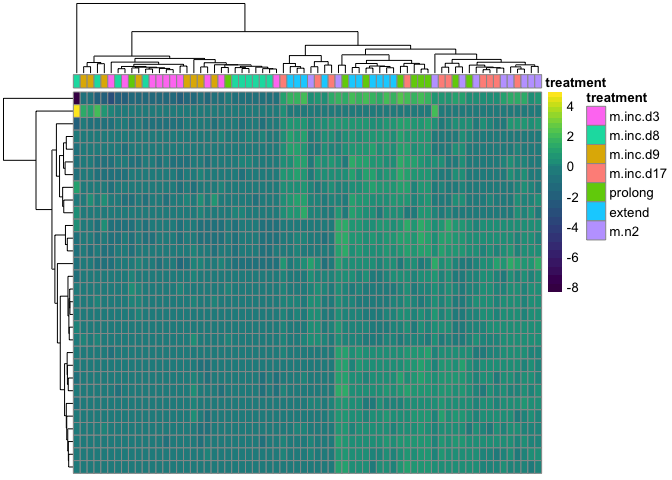 treatment
treatment
4
2
0
-2
-4
-6
-8
m.inc.d3
m.inc.d8
m.inc.d9
m.inc.d17
prolong
extend
m.n2